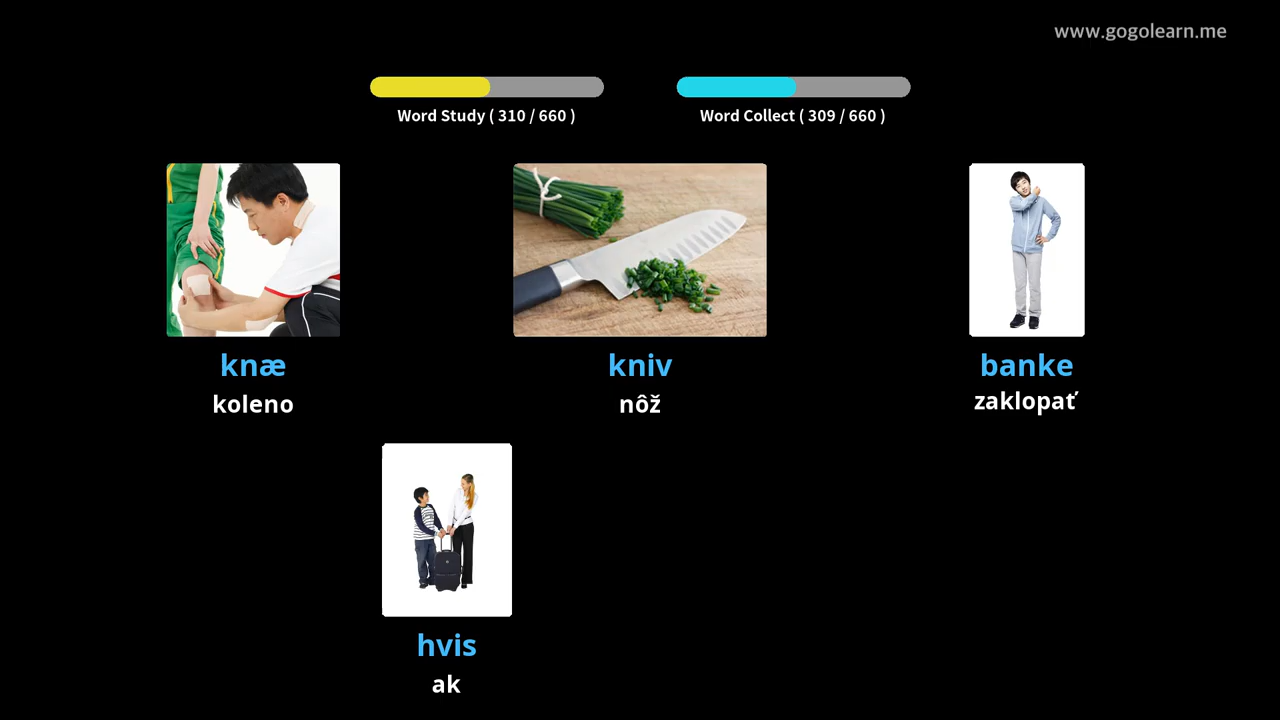 www.gogolearn.me
Word Study ( 310 / 660 )
Word Collect ( 309 / 660 )
knæ
kniv
banke
koleno
nôž
zaklopať
hvis
ak